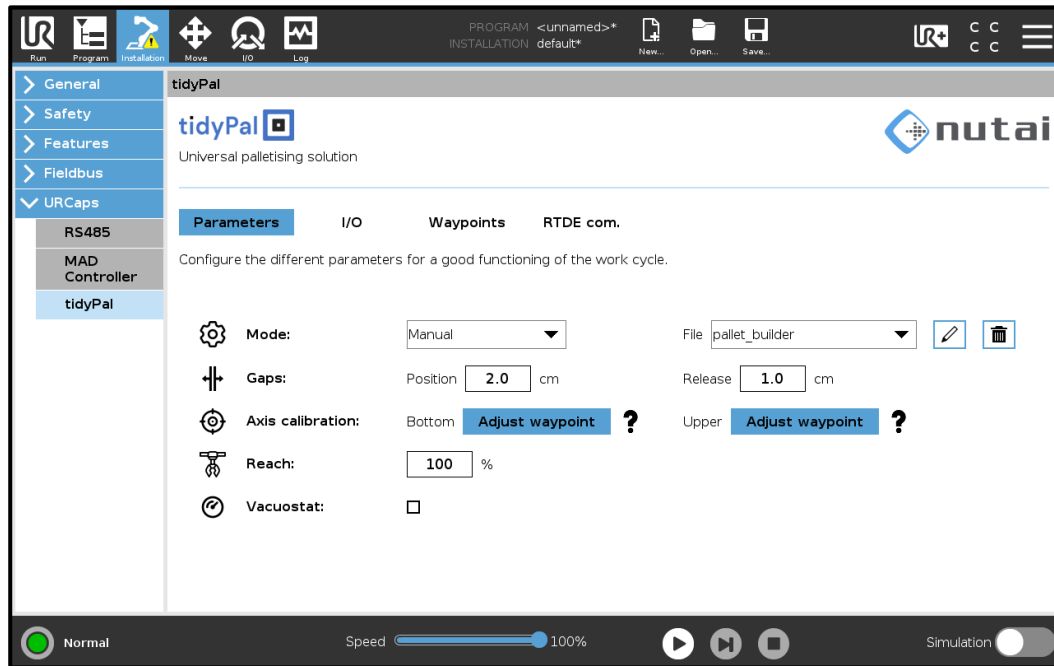 PROGRAM <unnamed>*
INSTALLATION default*
UR+
C C
C C
Run Program Installation Move I/O Log New... Open... Save...
General
Safety
Features
Fieldbus
URCaps
RS485
MAD
Controller
tidyPal
tidyPal
tidyPal
nutai
Universal palletising solution
Parameters I/O Waypoints RTDE com.
Configure the different parameters for a good functioning of the work cycle.
Mode: Manual File pallet_builder
Gaps: Position 2.0 cm Release 1.0 cm
Axis calibration: Bottom Adjust waypoint ? Upper Adjust waypoint ?
Reach: 100 %
Vacuostat:
Normal Speed 100% Simulation